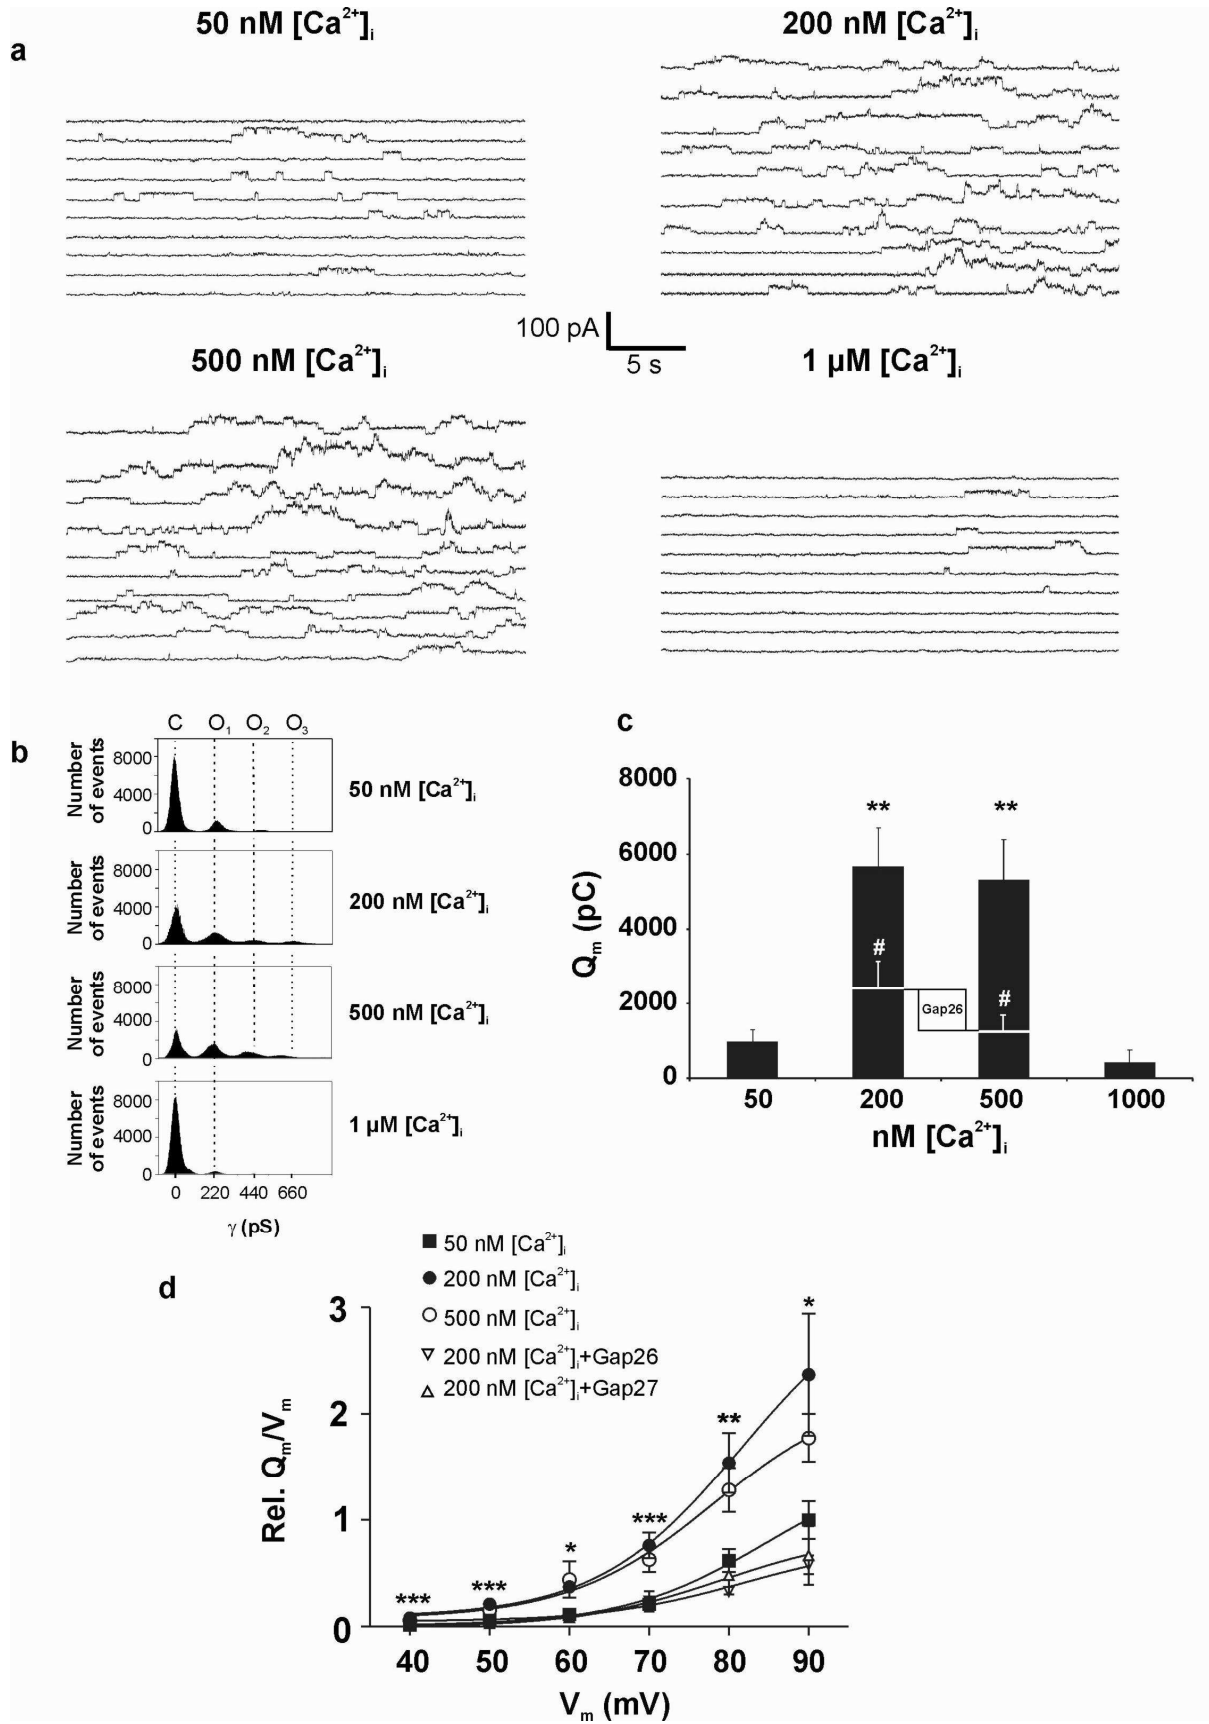 50 nM [Ca²⁺]ᵢ
200 nM [Ca²⁺]ᵢ
a
100 pA
5 s
500 nM [Ca²⁺]ᵢ
1 µM [Ca²⁺]ᵢ
b
C O₁ O₂ O₃
Number of events
8000
4000
0
50 nM [Ca²⁺]ᵢ
Number of events
8000
4000
0
200 nM [Ca²⁺]ᵢ
Number of events
8000
4000
0
500 nM [Ca²⁺]ᵢ
Number of events
8000
4000
0
1 µM [Ca²⁺]ᵢ
0 220 440 660
γ (pS)
c
Qₘ (pC)
8000
6000
4000
2000
0
** **
#
#
Gap26
50 200 500 1000
nM [Ca²⁺]ᵢ
d
50 nM [Ca²⁺]ᵢ
200 nM [Ca²⁺]ᵢ
500 nM [Ca²⁺]ᵢ
200 nM [Ca²⁺]ᵢ+Gap26
200 nM [Ca²⁺]ᵢ+Gap27
Rel. Qₘ/Vₘ
3
2
1
0
*** *** * *** ** *
40 50 60 70 80 90
Vₘ (mV)